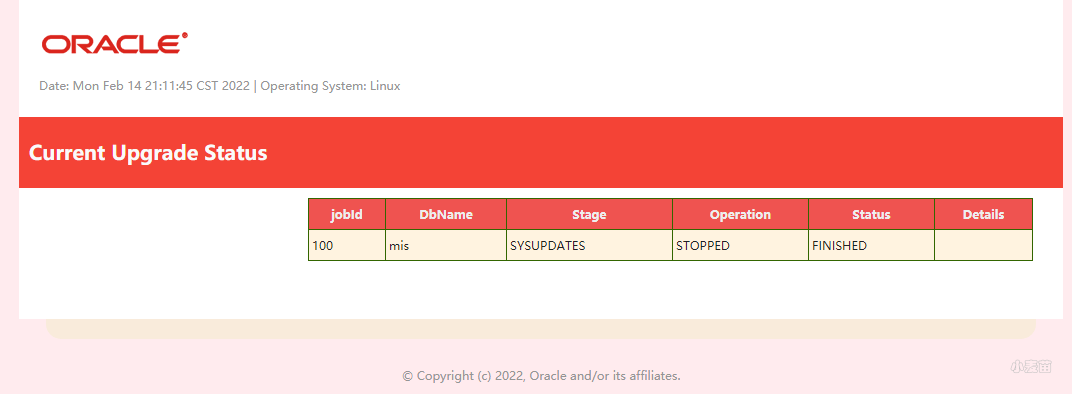 ORACLE®
Date: Mon Feb 14 21:11:45 CST 2022 | Operating System: Linux
Current Upgrade Status
jobId DbName Stage Operation Status Details
100 mis SYSUPDATES STOPPED FINISHED
© Copyright (c) 2022, Oracle and/or its affiliates.
小麦苗